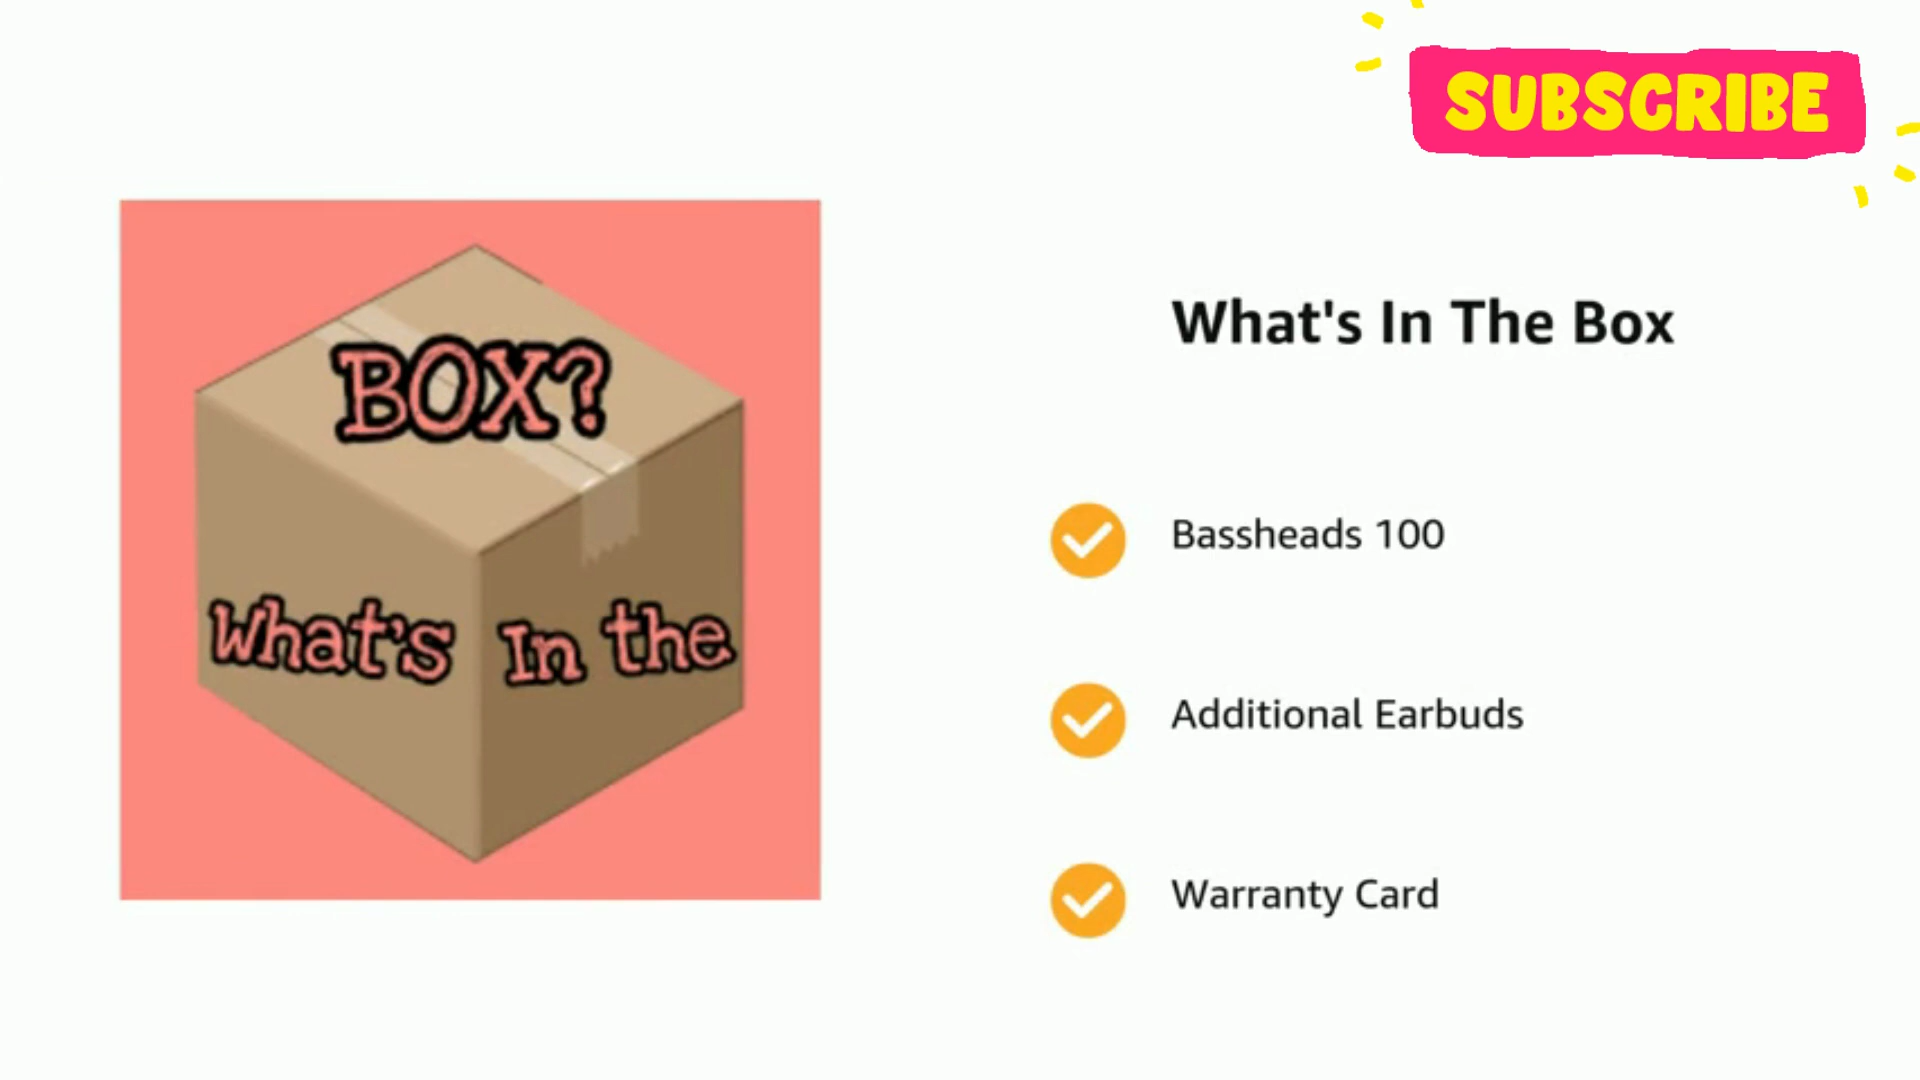 SUBSCRIBE
BOX?
What's In the
What's In The Box
Bassheads 100
Additional Earbuds
Warranty Card